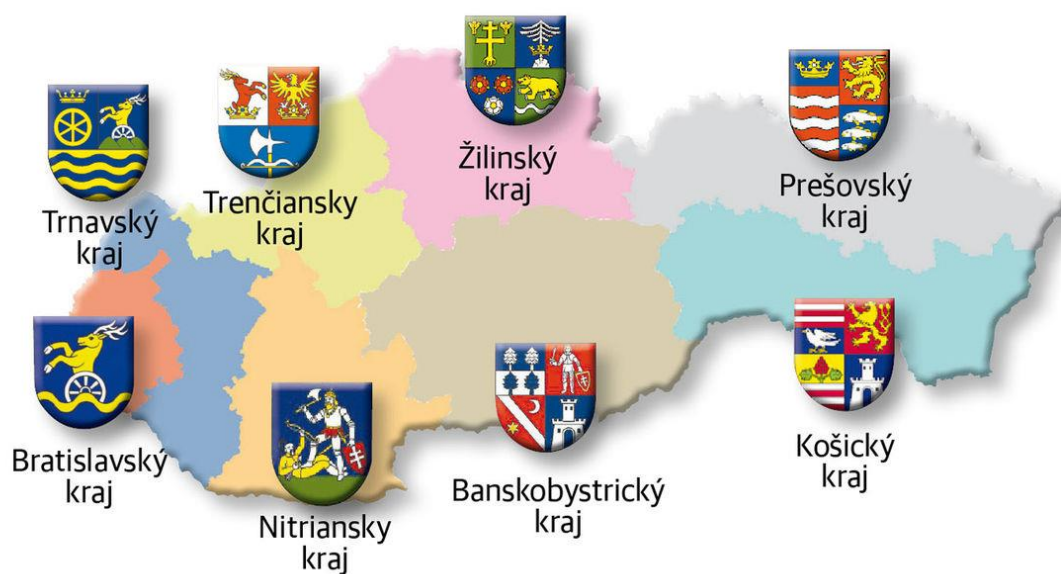 Trnavský
kraj
Trenčiansky
kraj
Žilinský
kraj
Prešovský
kraj
Bratislavský
kraj
Nitriansky
kraj
Banskobystrický
kraj
Košický
kraj